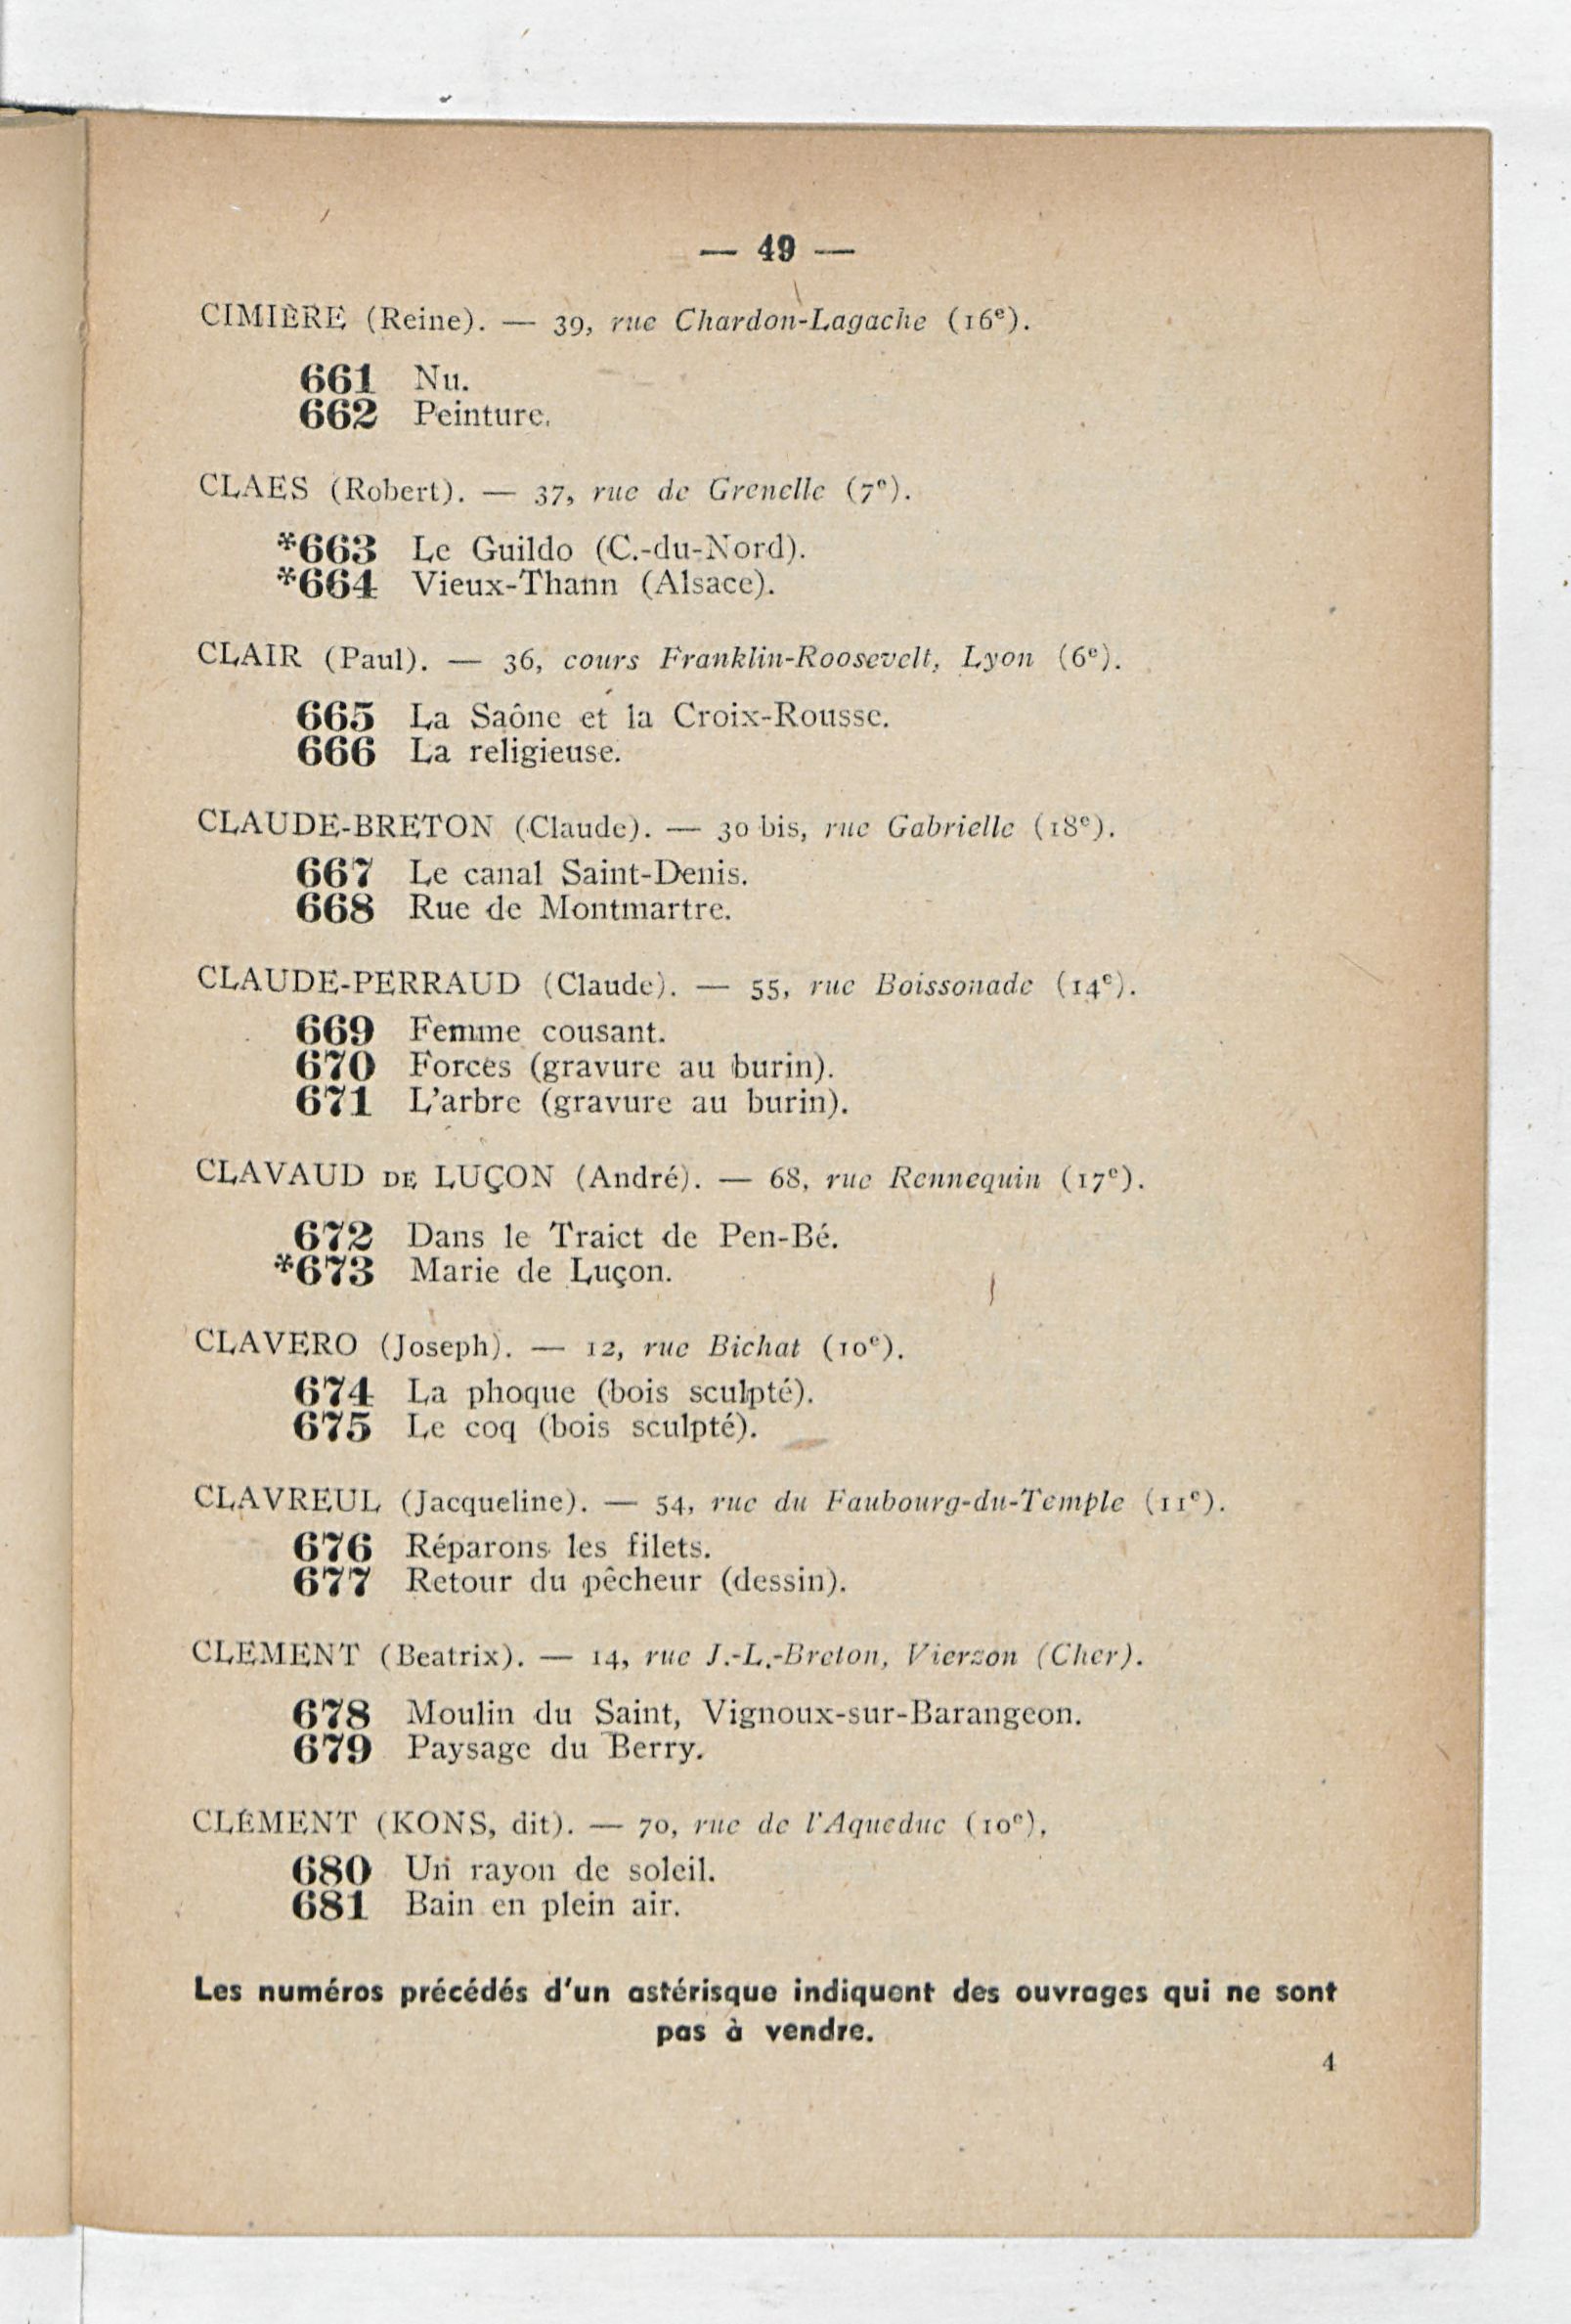 — 49 —
CIMIÈRE (Reine). — 39, rue Chardon-Lagache (16e).
661 Nu.
662 Peinture.
CLAES (Robert). — 37, rue de Grenelle (7e).
*663 Le Guildo (C.-du-Nord).
*664 Vieux-Thann (Alsace).
CLAIR (Paul). — 36, cours Franklin-Roosevelt, Lyon (6e).
665 La Saône et la Croix-Rousse.
666 La religieuse.
CLAUDE-BRETON (Claude). — 30 bis, rue Gabrielle (18e).
667 Le canal Saint-Denis.
668 Rue de Montmartre.
CLAUDE-PERRAUD (Claude). — 55, rue Boissonade (14e).
669 Femme cousant.
670 Forces (gravure au burin).
671 L'arbre (gravure au burin).
CLAVAUD DE LUÇON (André). — 68, rue Rennequin (17e).
672 Dans le Traict de Pen-Bé.
*673 Marie de Luçon.
CLAVERO (Joseph). — 12, rue Bichat (10e).
674 La phoque (bois sculpté).
675 Le coq (bois sculpté).
CLAVREUL (Jacqueline). — 54, rue du Faubourg-du-Temple (11e).
676 Réparons les filets.
677 Retour du pêcheur (dessin).
CLEMENT (Beatrix). — 14, rue J.-L.-Breton, Vierzon (Cher).
678 Moulin du Saint, Vignoux-sur-Barangeon.
679 Paysage du Berry.
CLÉMENT (KONS, dit). — 70, rue de l'Aqueduc (10e).
680 Un rayon de soleil.
681 Bain en plein air.
Les numéros précédés d'un astérisque indiquent des ouvrages qui ne sont
pas à vendre.
4